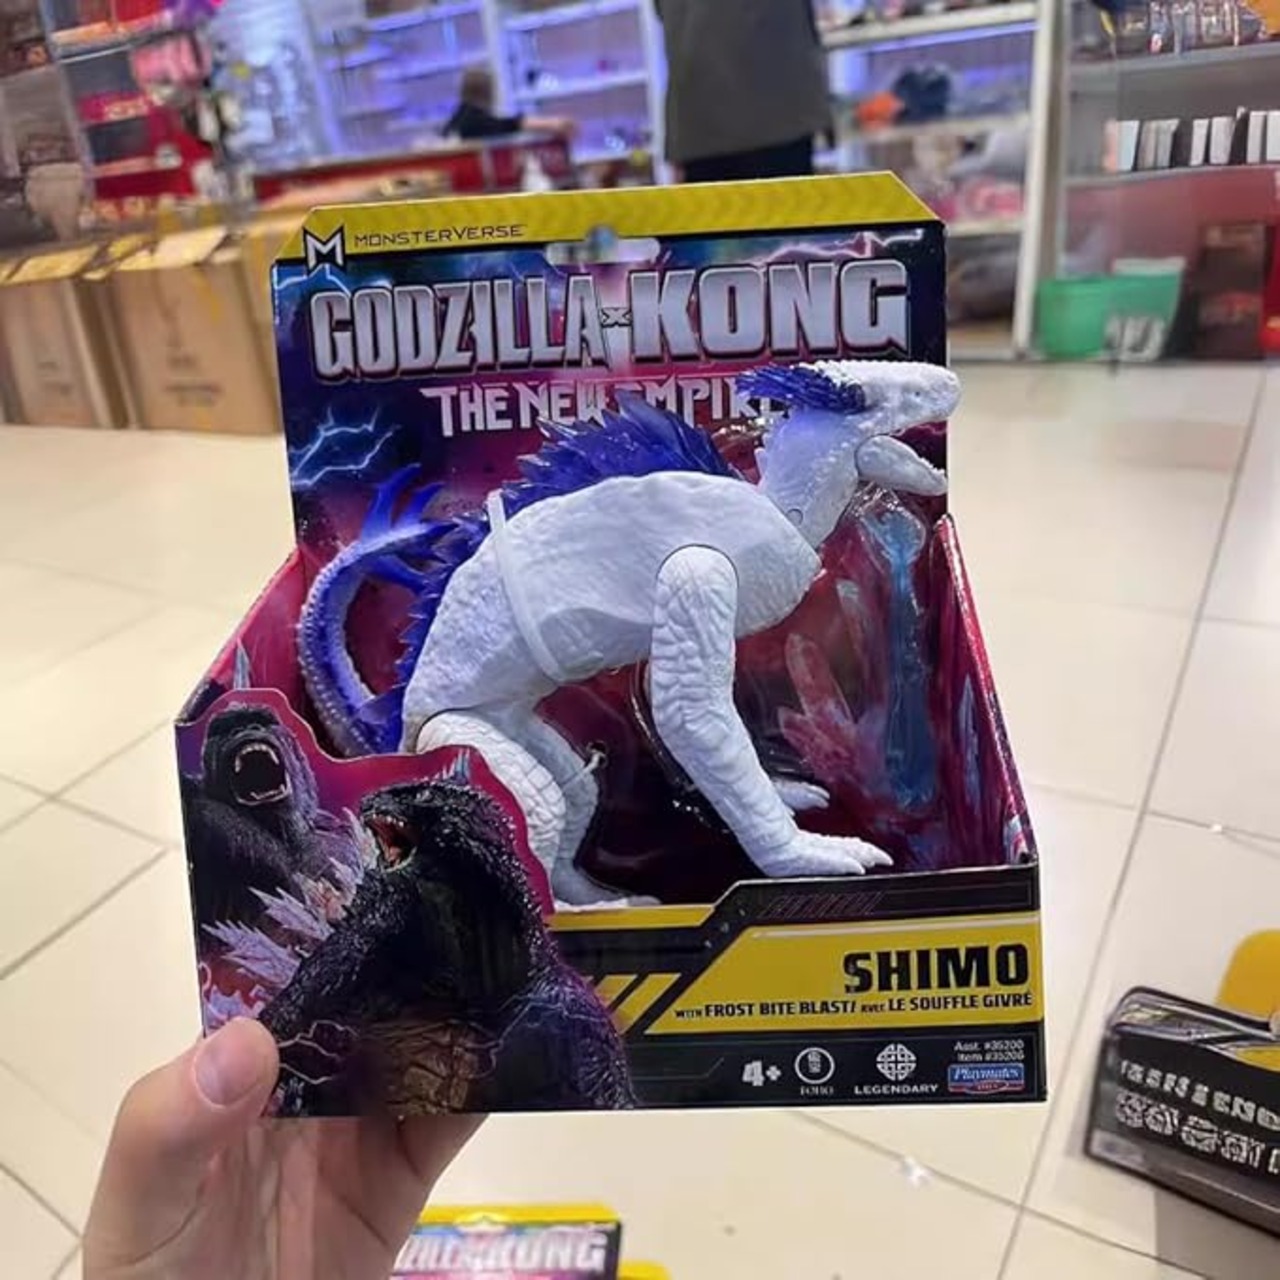 MONSTERVERSE
GODZILLA x KONG
THE NEW EMPIRE
SHIMO
WITH FROST BITE BLAST! AVEC LE SOUFFLE GIVRÉ
Asst. #35200
Item #35206
4+
TOHO
LEGENDARY
Playmates
KONG